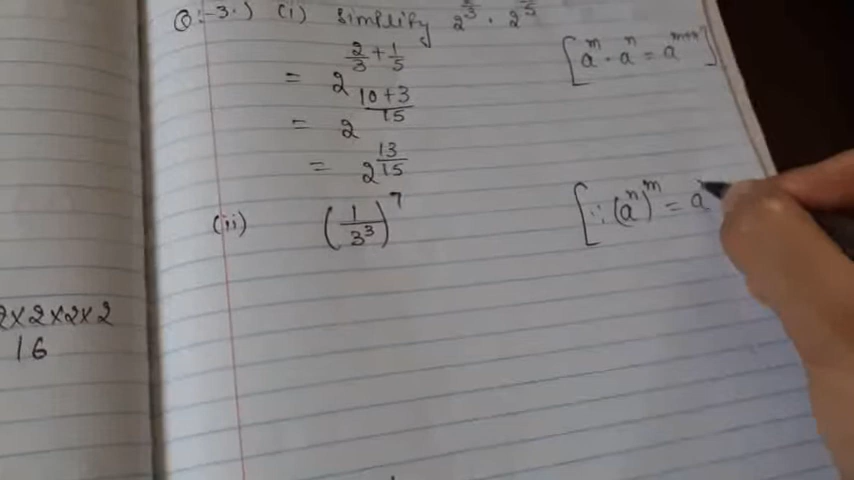 Q:-3.) (i) Simplify 2^{2/3} · 2^{1/5}
[a^m · a^n = a^{m+n}]
= 2^{2/3 + 1/5}
= 2^{(10+3)/15}
= 2^{13/15}
(ii) (1/3^3)^7
[∵ (a^n)^m = a
2×2×2×2
16